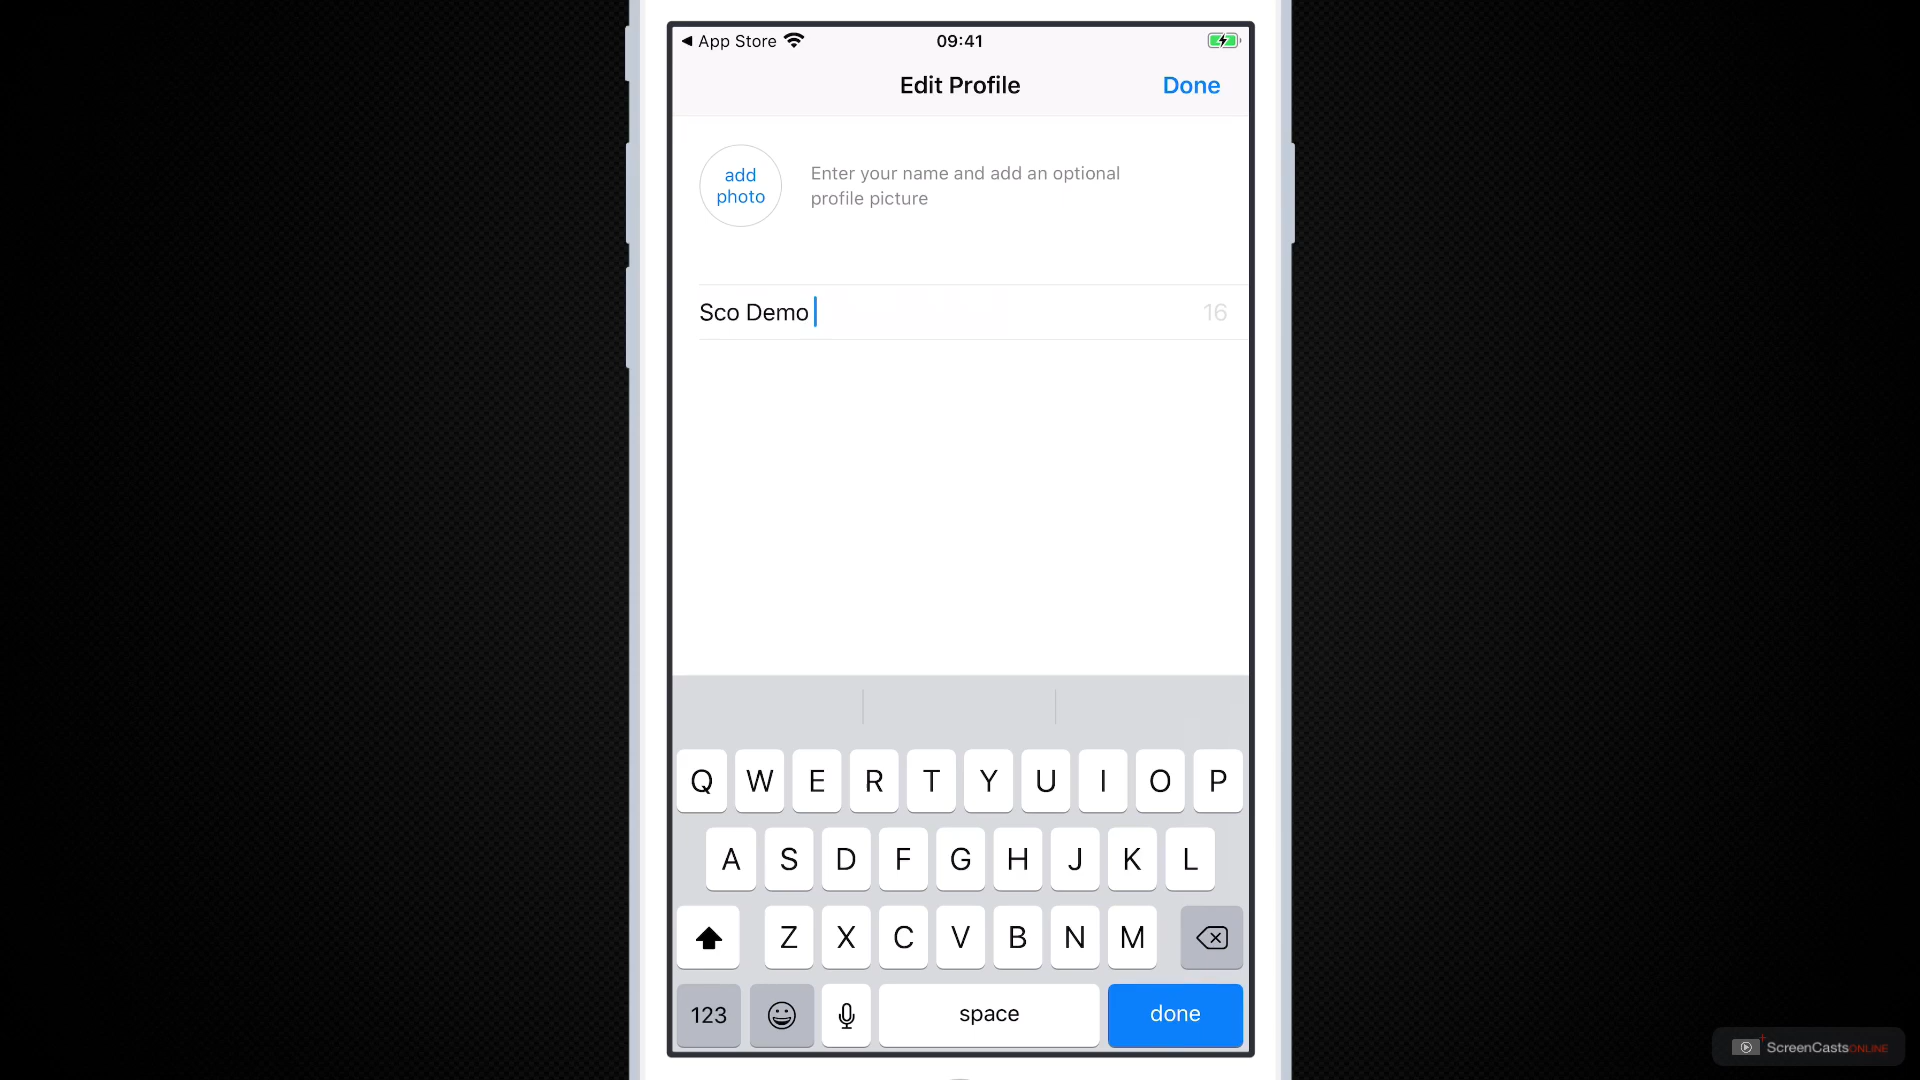 App Store
09:41
Edit Profile
Done
add
photo
Enter your name and add an optional
profile picture
Sco Demo
16
Q W E R T Y U I O P
A S D F G H J K L
Z X C V B N M
123
space
done
ScreenCastsONLINE